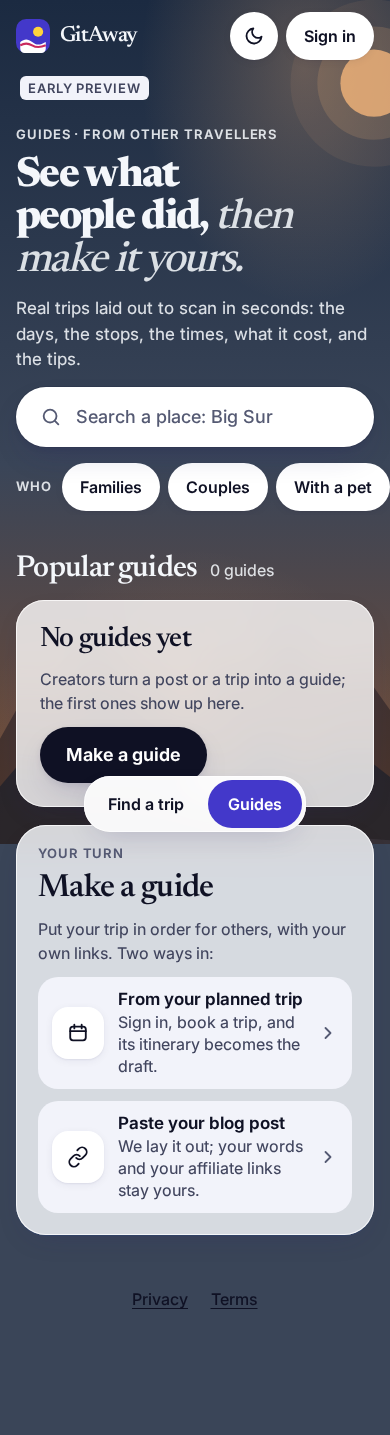 GitAway
Sign in
EARLY PREVIEW
GUIDES · FROM OTHER TRAVELLERS
See what
people did, then
make it yours.
Real trips laid out to scan in seconds: the
days, the stops, the times, what it cost, and
the tips.
Search a place: Big Sur
WHO Families Couples With a pet
Popular guides 0 guides
No guides yet
Creators turn a post or a trip into a guide;
the first ones show up here.
Make a guide
Find a trip Guides
YOUR TURN
Make a guide
Put your trip in order for others, with your
own links. Two ways in:
From your planned trip
Sign in, book a trip, and
its itinerary becomes the
draft.
Paste your blog post
We lay it out; your words
and your affiliate links
stay yours.
Privacy Terms